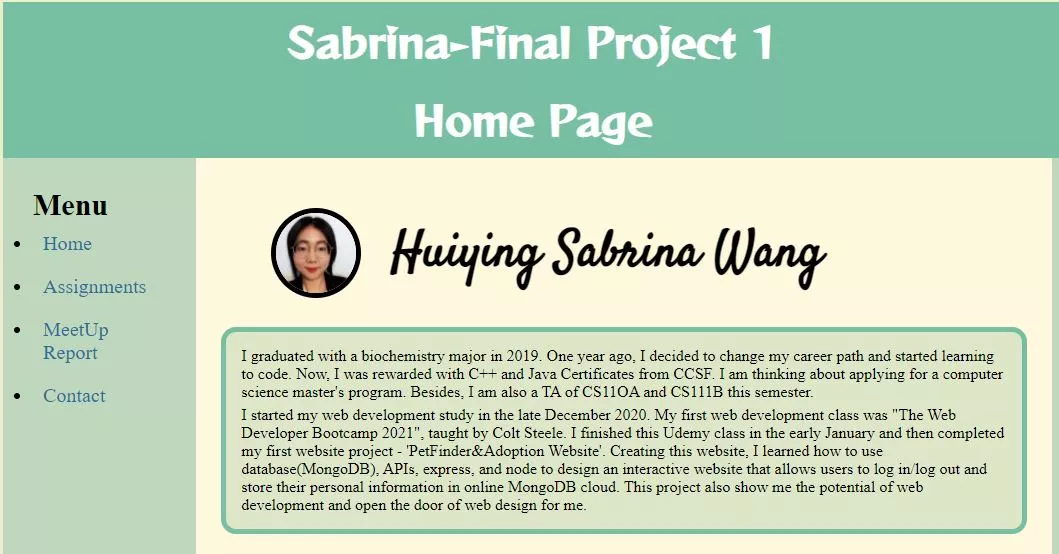 Sabrina-Final Project 1
Home Page
Menu
Home
Assignments
MeetUp
Report
Contact
Huiying Sabrina Wang
I graduated with a biochemistry major in 2019. One year ago, I decided to change my career path and started learning
to code. Now, I was rewarded with C++ and Java Certificates from CCSF. I am thinking about applying for a computer
science master's program. Besides, I am also a TA of CS11OA and CS111B this semester.
I started my web development study in the late December 2020. My first web development class was "The Web
Developer Bootcamp 2021", taught by Colt Steele. I finished this Udemy class in the early January and then completed
my first website project - 'PetFinder&Adoption Website'. Creating this website, I learned how to use
database(MongoDB), APIs, express, and node to design an interactive website that allows users to log in/log out and
store their personal information in online MongoDB cloud. This project also show me the potential of web
development and open the door of web design for me.